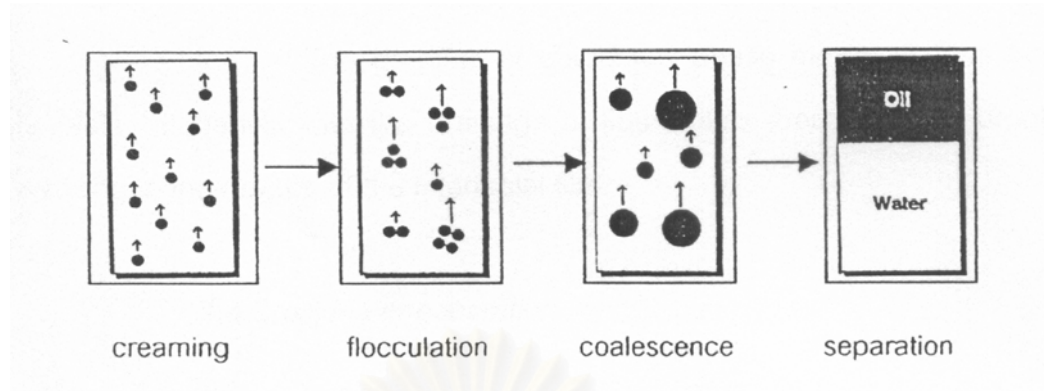 Oil
Water
creaming
flocculation
coalescence
separation